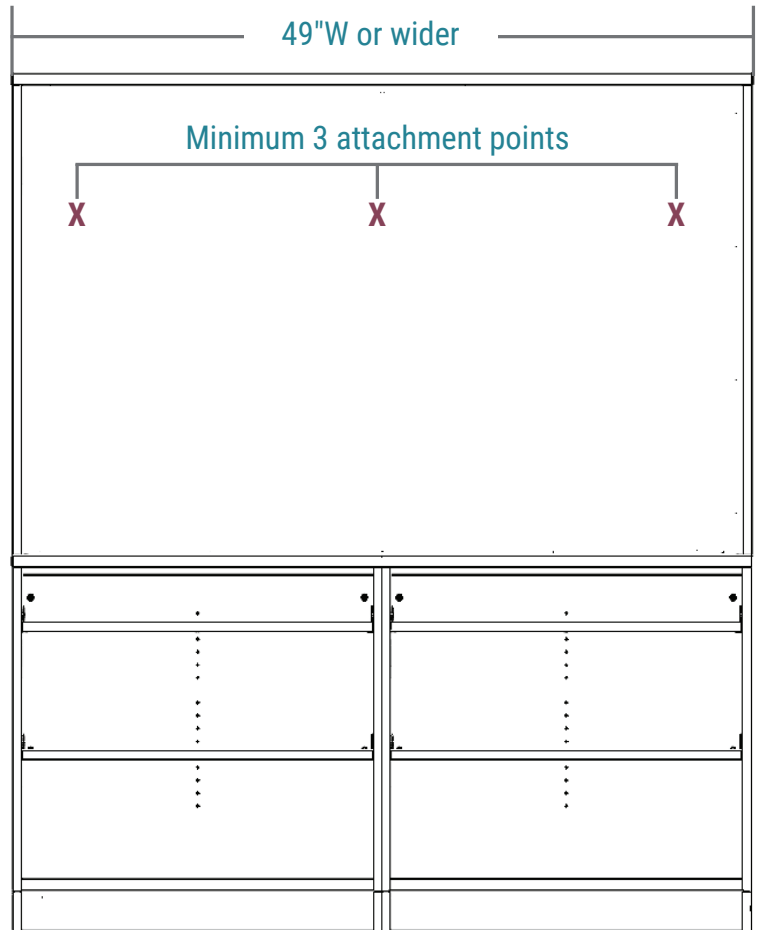 49"W or wider
Minimum 3 attachment points
X X X